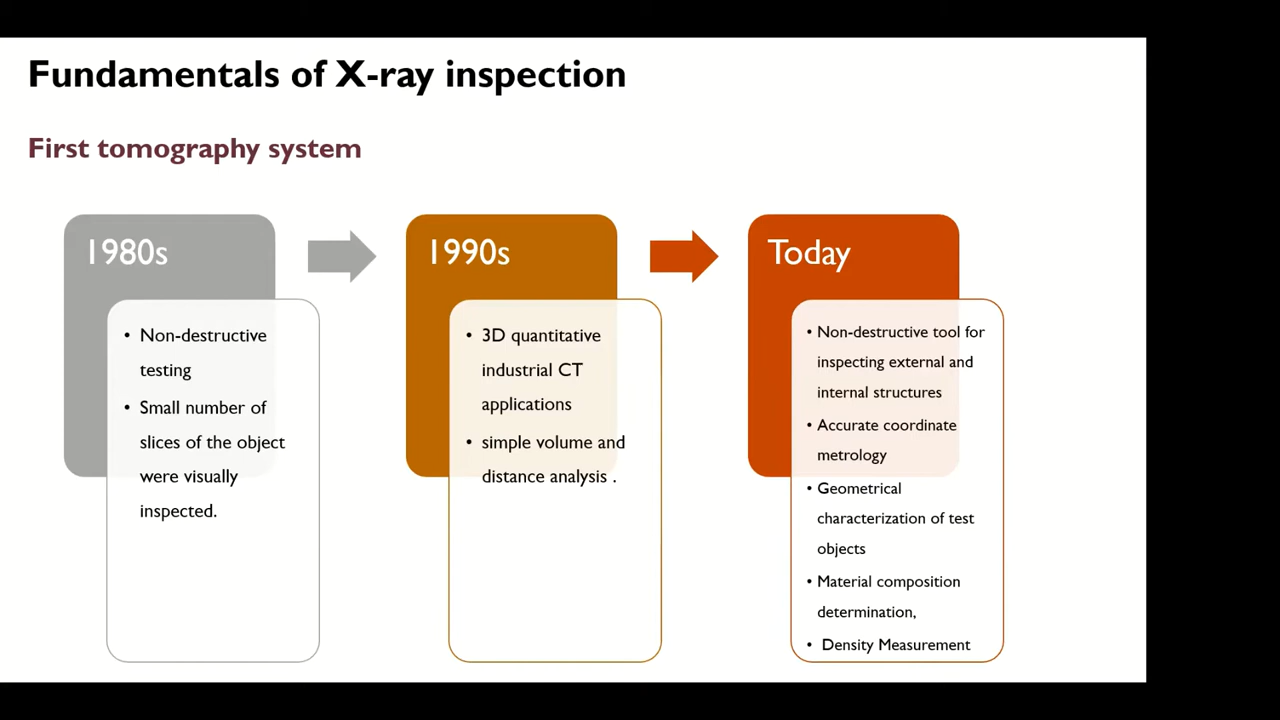 Fundamentals of X-ray inspection
First tomography system
1980s
• Non-destructive
testing
• Small number of
slices of the object
were visually
inspected.
1990s
• 3D quantitative
industrial CT
applications
• simple volume and
distance analysis .
Today
• Non-destructive tool for
inspecting external and
internal structures
• Accurate coordinate
metrology
• Geometrical
characterization of test
objects
• Material composition
determination,
• Density Measurement